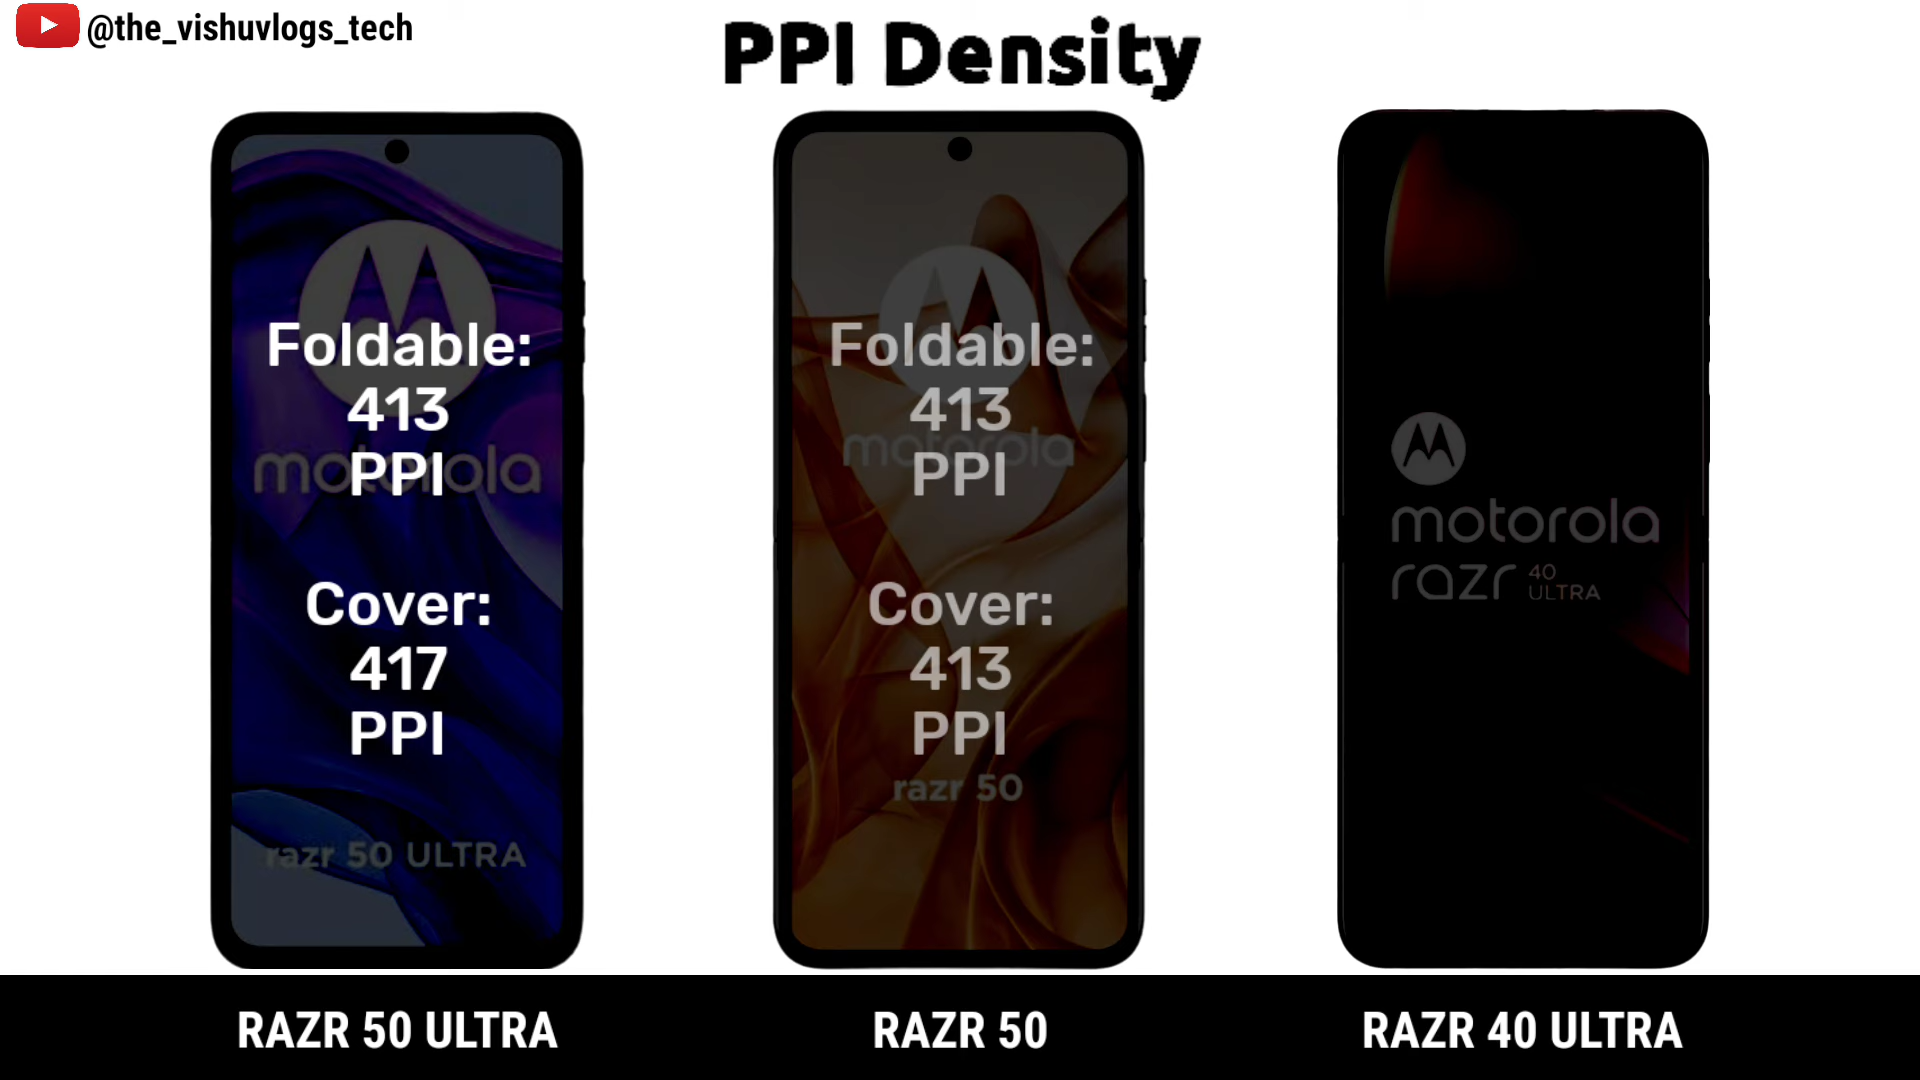 @the_vishuvlogs_tech
PPI Density
Foldable:
413
PPI
motorola
Cover:
417
PPI
razr 50 ULTRA
Foldable:
413
motorola
PPI
Cover:
413
PPI
razr 50
motorola
razr 40 ULTRA
RAZR 50 ULTRA
RAZR 50
RAZR 40 ULTRA